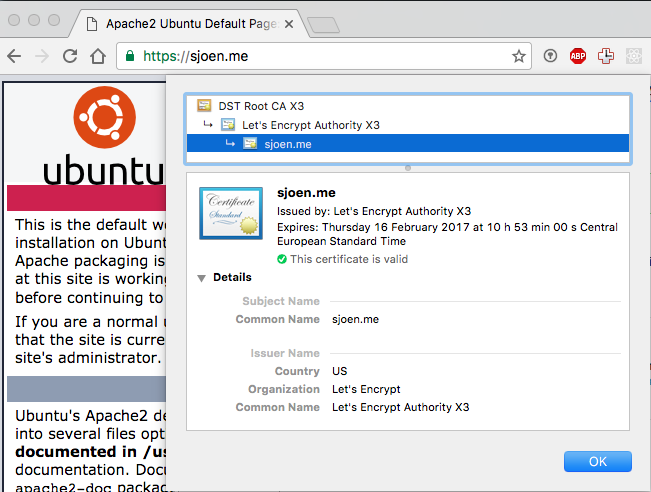 Apache2 Ubuntu Default Page
https://sjoen.me
ABP
DST Root CA X3
Let's Encrypt Authority X3
sjoen.me
ubuntu
Certificate
Standard
sjoen.me
Issued by: Let's Encrypt Authority X3
Expires: Thursday 16 February 2017 at 10 h 53 min 00 s Central
European Standard Time
This certificate is valid
Details
Subject Name
Common Name sjoen.me
Issuer Name
Country US
Organization Let's Encrypt
Common Name Let's Encrypt Authority X3
OK
This is the default we
installation on Ubunt
Apache packaging is
at this site is working
before continuing to
If you are a normal u
that the site is curre
site's administrator.
Ubuntu's Apache2 de
into several files opt
documented in /us
documentation. Docu
apache2-doc packag